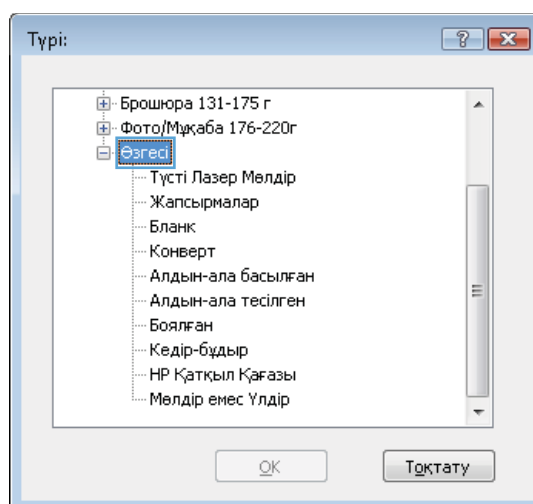 Түрі:
Брошюра 131-175 г
Фото/Мұқаба 176-220г
Өзгесі
Түсті Лазер Мөлдір
Жапсырмалар
Бланк
Конверт
Алдын-ала басылған
Алдын-ала тесілген
Боялған
Кедір-бұдыр
HP Қатқыл Қағазы
Мөлдір емес Үлдір
OK Тоқтату